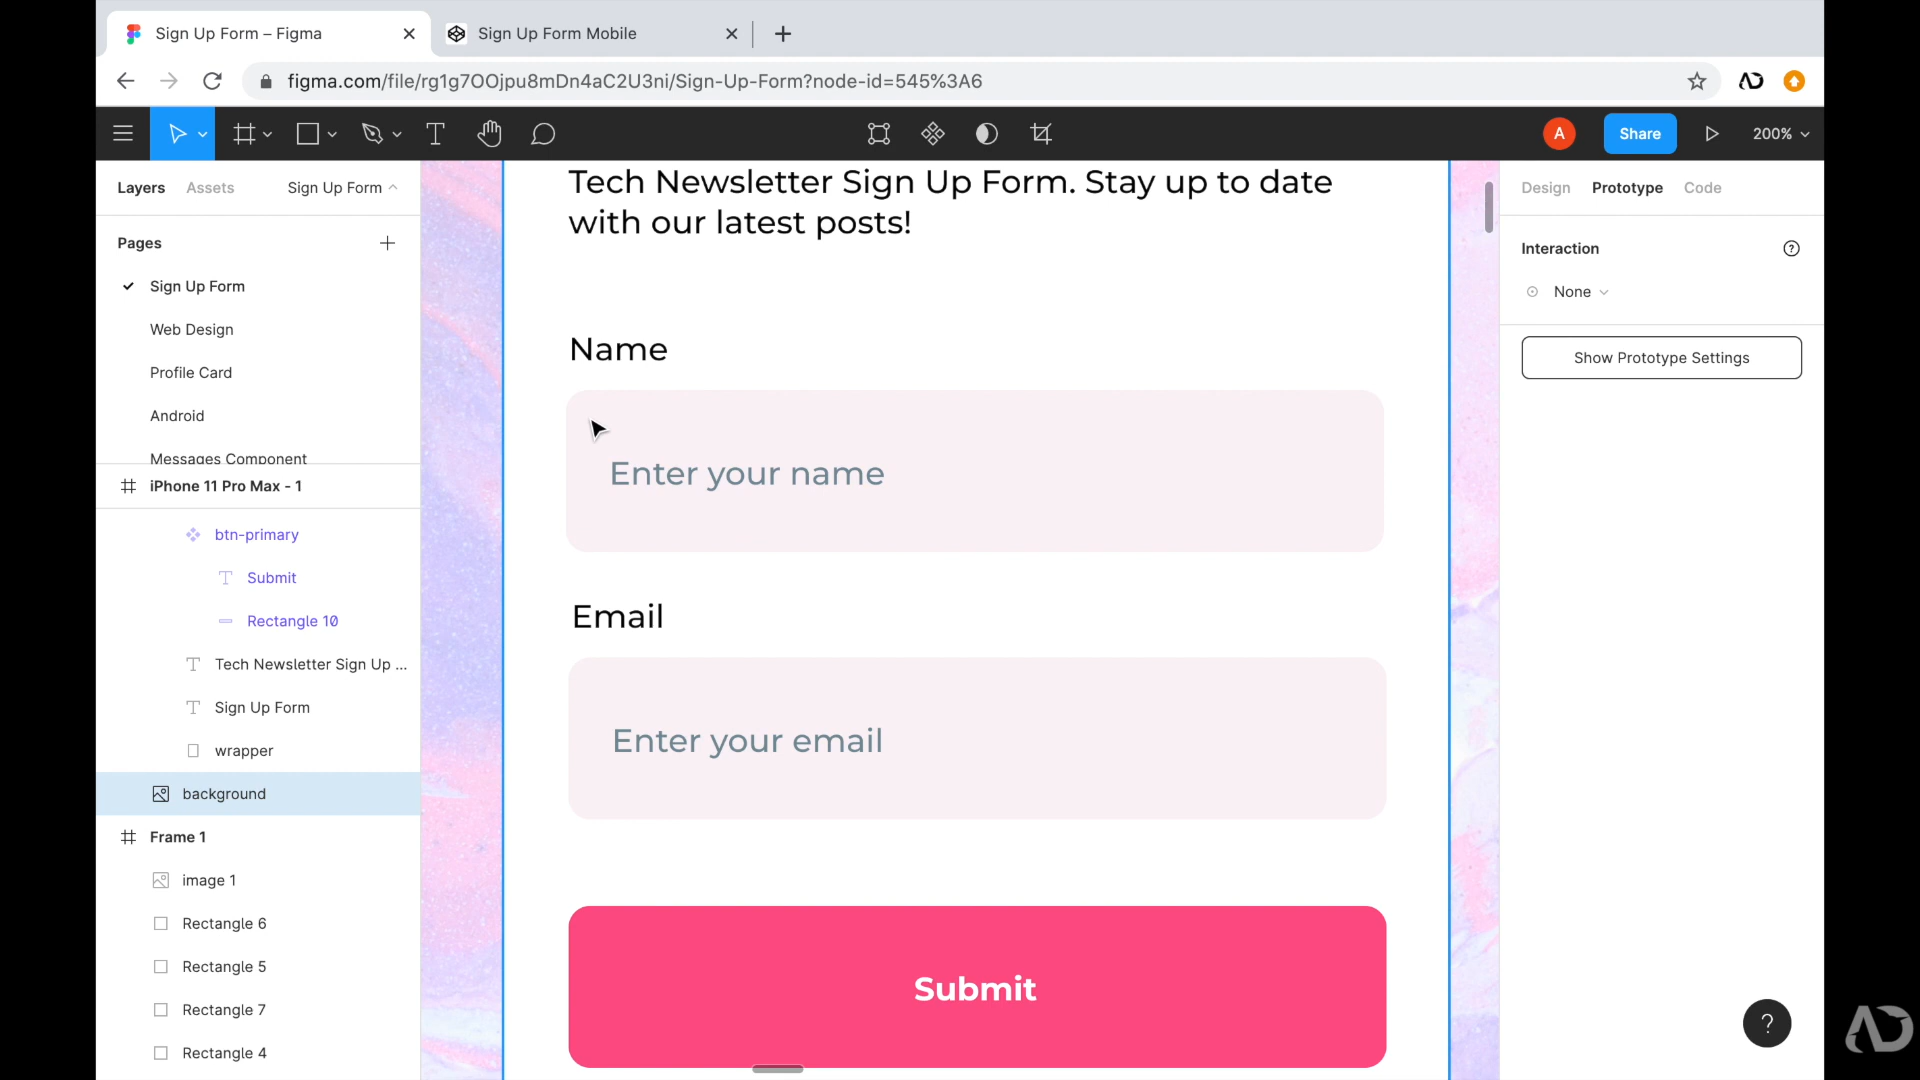 Sign Up Form – Figma
Sign Up Form Mobile
figma.com/file/rg1g7OOjpu8mDn4aC2U3ni/Sign-Up-Form?node-id=545%3A6
A
Share
200%
Layers
Assets
Sign Up Form
Design
Prototype
Code
Pages
Sign Up Form
Web Design
Profile Card
Android
Messages Component
iPhone 11 Pro Max - 1
btn-primary
Submit
Rectangle 10
Tech Newsletter Sign Up ...
Sign Up Form
wrapper
background
Frame 1
image 1
Rectangle 6
Rectangle 5
Rectangle 7
Rectangle 4
Tech Newsletter Sign Up Form. Stay up to date
with our latest posts!
Name
Enter your name
Email
Enter your email
Submit
Interaction
?
None
Show Prototype Settings
?